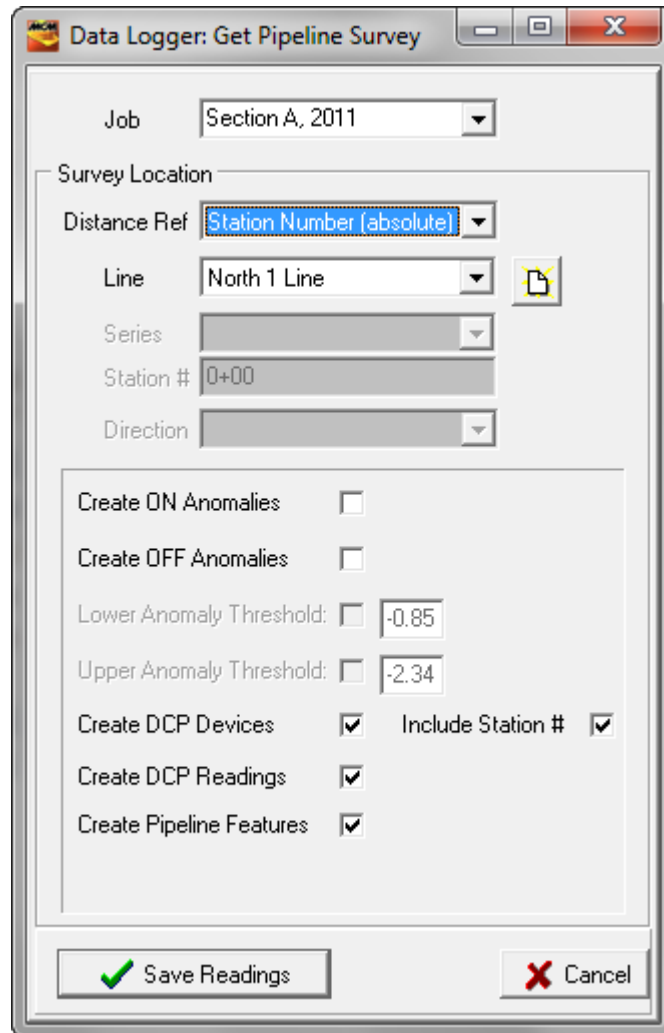 MCM
Data Logger: Get Pipeline Survey
Job Section A, 2011
Survey Location
Distance Ref Station Number (absolute)
Line North 1 Line
Series
Station # 0+00
Direction
Create ON Anomalies
Create OFF Anomalies
Lower Anomaly Threshold: -0.85
Upper Anomaly Threshold: -2.34
Create DCP Devices Include Station #
Create DCP Readings
Create Pipeline Features
Save Readings Cancel